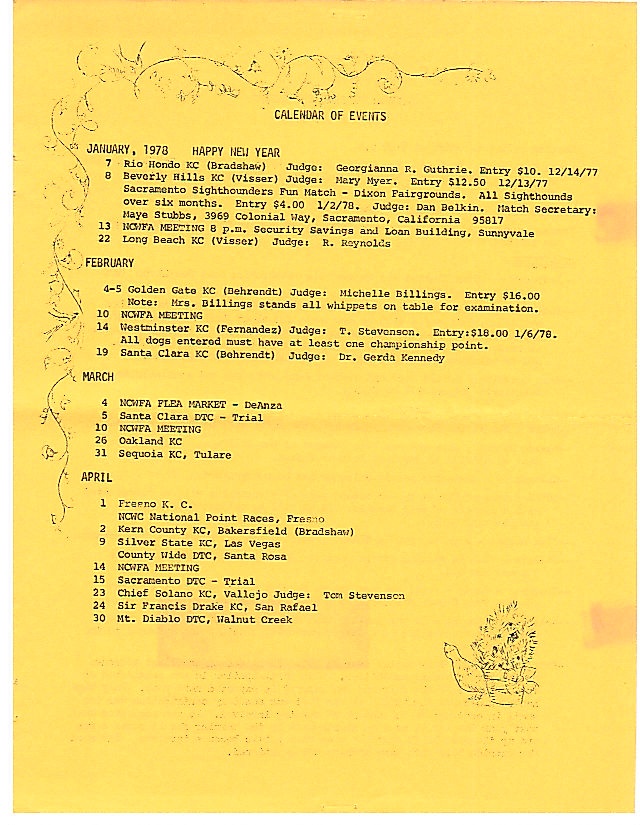 CALENDAR OF EVENTS
JANUARY, 1978 HAPPY NEW YEAR
7 Rio Hondo KC (Bradshaw) Judge: Georgianna R. Guthrie. Entry $10. 12/14/77
8 Beverly Hills KC (Visser) Judge: Mary Myer. Entry $12.50 12/13/77
Sacramento Sighthounders Fun Match - Dixon Fairgrounds. All Sighthounds
over six months. Entry $4.00 1/2/78. Judge: Dan Belkin. Match Secretary:
Maye Stubbs, 3969 Colonial Way, Sacramento, California 95817
13 NCWFA MEETING 8 p.m. Security Savings and Loan Building, Sunnyvale
22 Long Beach KC (Visser) Judge: R. Reynolds
FEBRUARY
4-5 Golden Gate KC (Behrendt) Judge: Michelle Billings. Entry $16.00
Note: Mrs. Billings stands all whippets on table for examination.
10 NCWFA MEETING
14 Westminster KC (Fernandez) Judge: T. Stevenson. Entry:$18.00 1/6/78.
All dogs entered must have at least one championship point.
19 Santa Clara KC (Behrendt) Judge: Dr. Gerda Kennedy
MARCH
4 NCWFA FLEA MARKET - DeAnza
5 Santa Clara DTC - Trial
10 NCWFA MEETING
26 Oakland KC
31 Sequoia KC, Tulare
APRIL
1 Fresno K. C.
NCWC National Point Races, Fresno
2 Kern County KC, Bakersfield (Bradshaw)
9 Silver State KC, Las Vegas
County Wide DTC, Santa Rosa
14 NCWFA MEETING
15 Sacramento DTC - Trial
23 Chief Solano KC, Vallejo Judge: Tom Stevenson
24 Sir Francis Drake KC, San Rafael
30 Mt. Diablo DTC, Walnut Creek